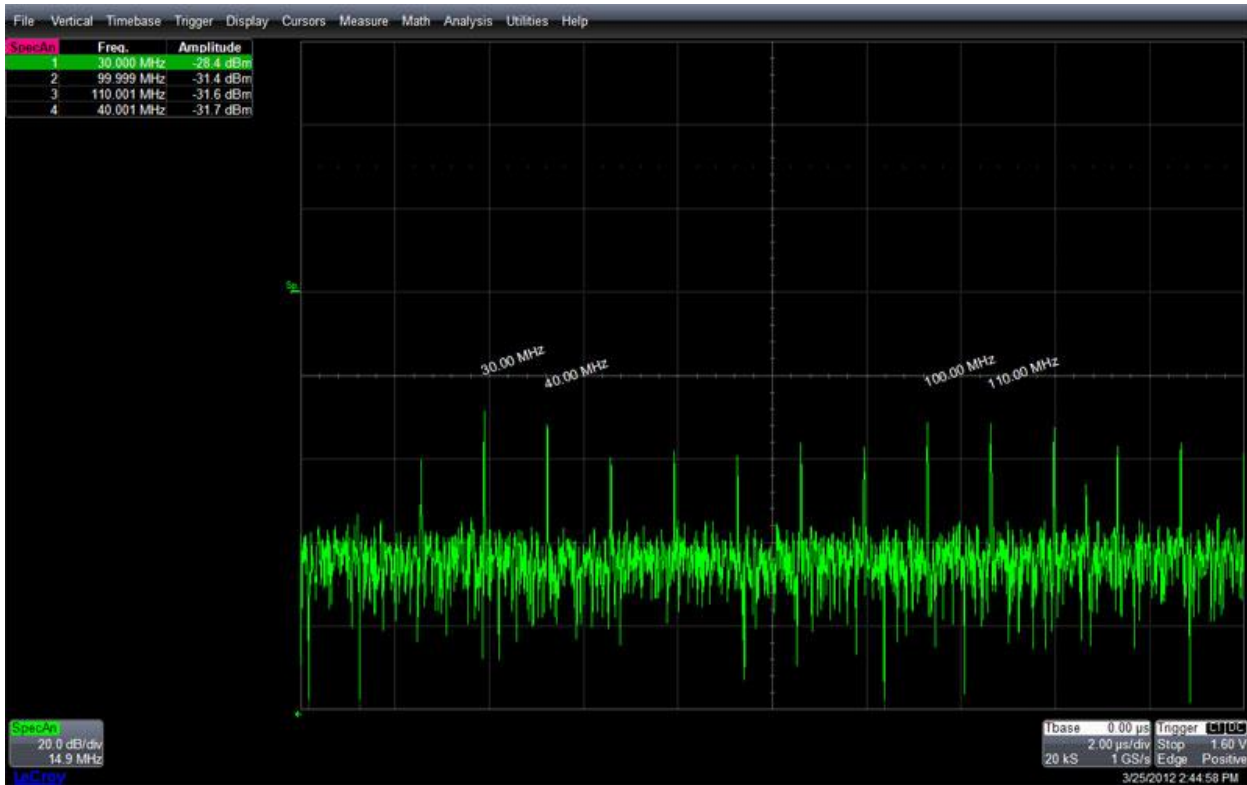 File Vertical Timebase Trigger Display Cursors Measure Math Analysis Utilities Help
SpecAn Freq. Amplitude
1 30.000 MHz -28.4 dBm
2 99.999 MHz -31.4 dBm
3 110.001 MHz -31.6 dBm
4 40.001 MHz -31.7 dBm
30.00 MHz
40.00 MHz
100.00 MHz
110.00 MHz
SpecAn
20.0 dB/div
14.9 MHz
LeCroy
Tbase 0.00 µs
2.00 µs/div
20 kS 1 GS/s
Trigger C1 DC
Stop 1.60 V
Edge Positive
3/25/2012 2:44:58 PM